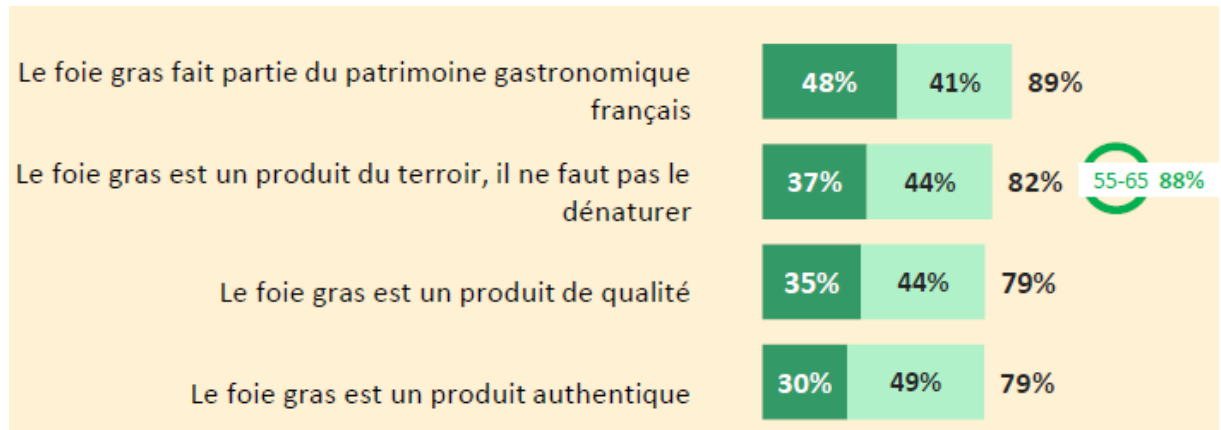 Le foie gras fait partie du patrimoine gastronomique
français
48% 41% 89%
Le foie gras est un produit du terroir, il ne faut pas le
dénaturer
37% 44% 82% 55-65 88%
Le foie gras est un produit de qualité
35% 44% 79%
Le foie gras est un produit authentique
30% 49% 79%